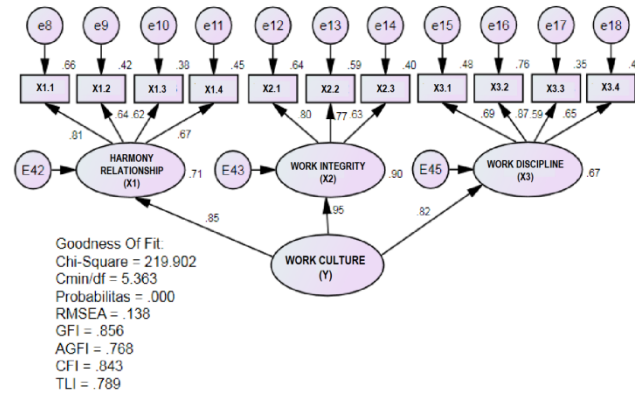 e8 e9 e10 e11 e12 e13 e14 e15 e16 e17 e18
.66 .42 .38 .45 .64 .59 .40 .48 .76 .35
X1.1 X1.2 X1.3 X1.4 X2.1 X2.2 X2.3 X3.1 X3.2 X3.3 X3.4
.81 .64 .62 .67 .80 .77 .63 .69 .87 .59 .65
E42 HARMONY RELATIONSHIP (X1) .71 E43 WORK INTEGRITY (X2) .90 E45 WORK DISCIPLINE (X3) .67
.85 .95 .82
WORK CULTURE
(Y)
Goodness Of Fit:
Chi-Square = 219.902
Cmin/df = 5.363
Probabilitas = .000
RMSEA = .138
GFI = .856
AGFI = .768
CFI = .843
TLI = .789